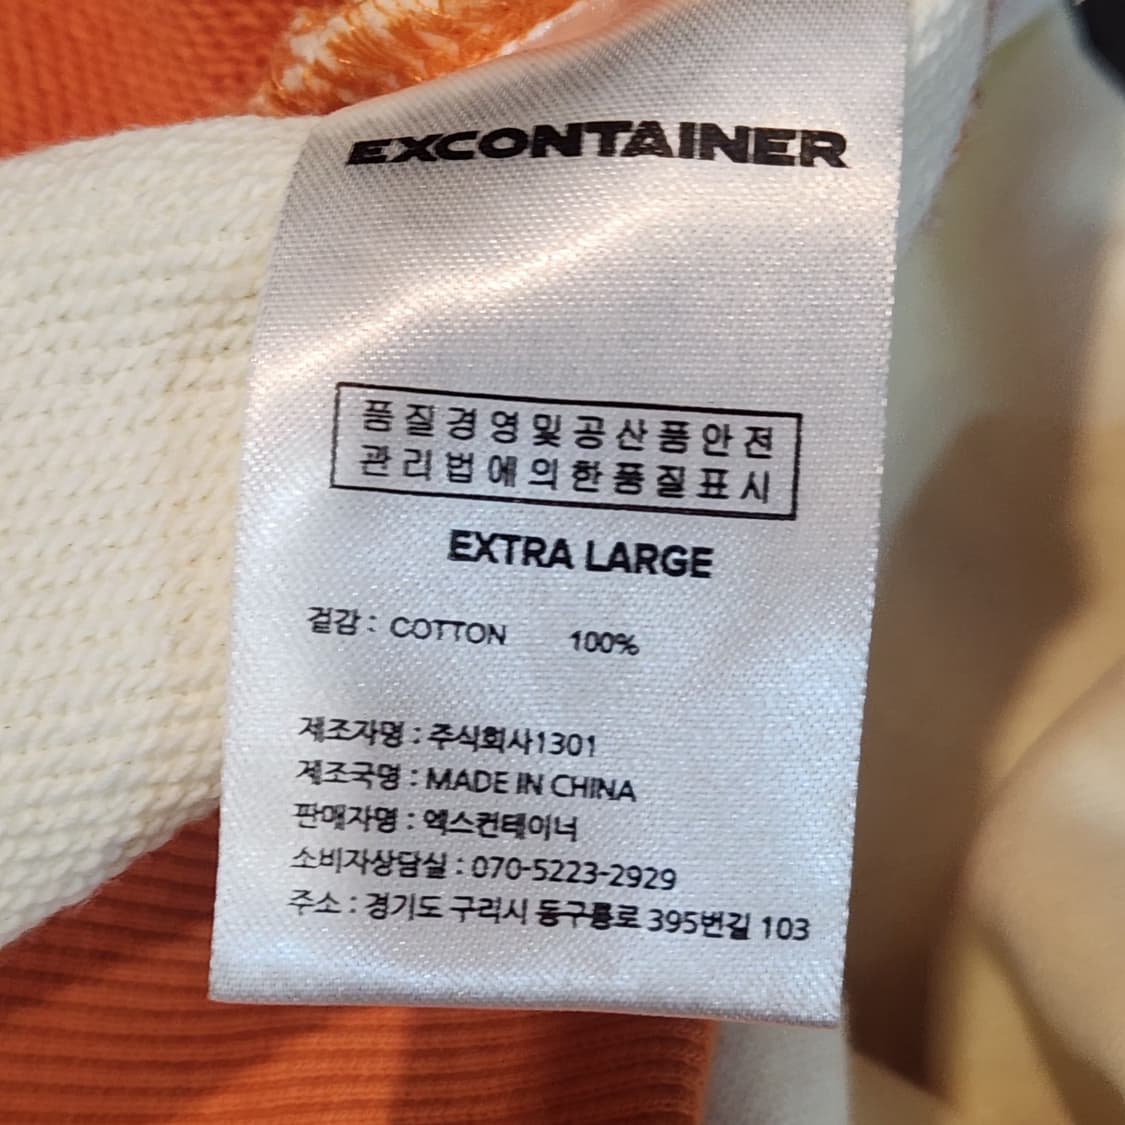 EXCONTAINER
품질경영및공산품안전
관리법에의한품질표시
EXTRA LARGE
겉감 : COTTON 100%
제조자명 : 주식회사1301
제조국명 : MADE IN CHINA
판매자명 : 엑스컨테이너
소비자상담실 : 070-5223-2929
주소 : 경기도 구리시 동구릉로 395번길 103